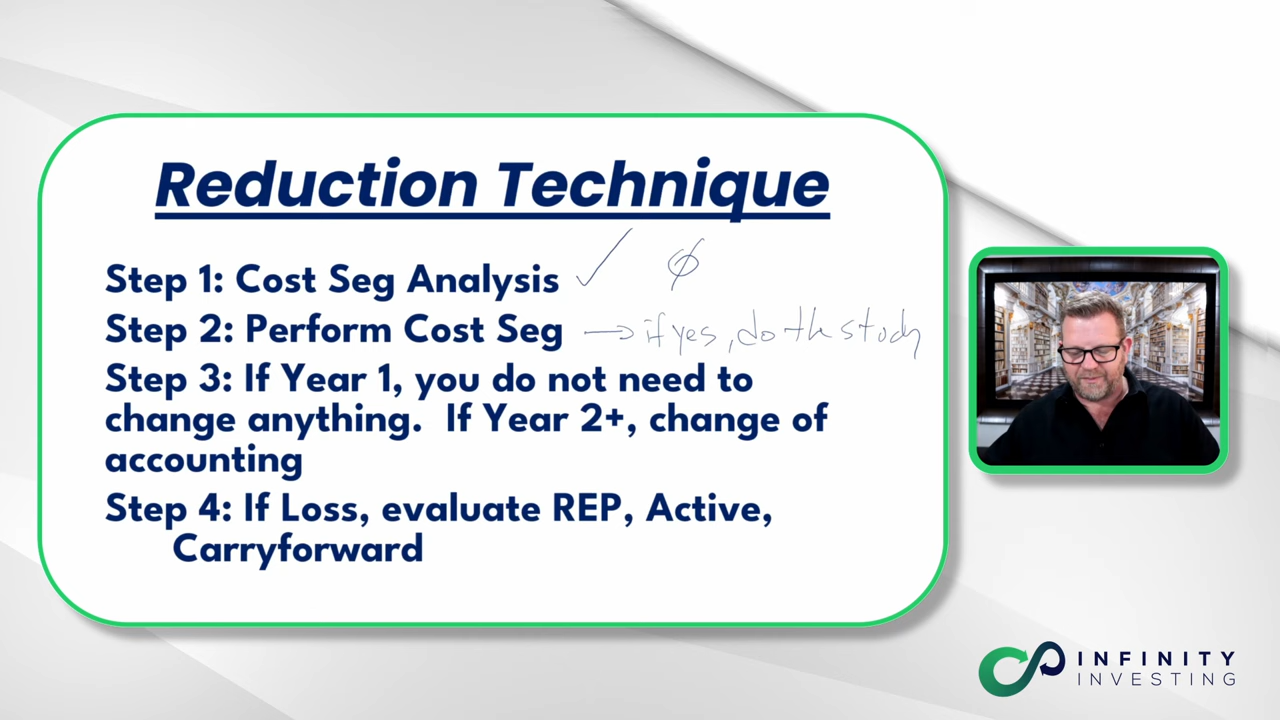 Reduction Technique
Step 1: Cost Seg Analysis ✓ ∅
Step 2: Perform Cost Seg → if yes, do the study
Step 3: If Year 1, you do not need to
change anything. If Year 2+, change of
accounting
Step 4: If Loss, evaluate REP, Active,
Carryforward
INFINITY
INVESTING